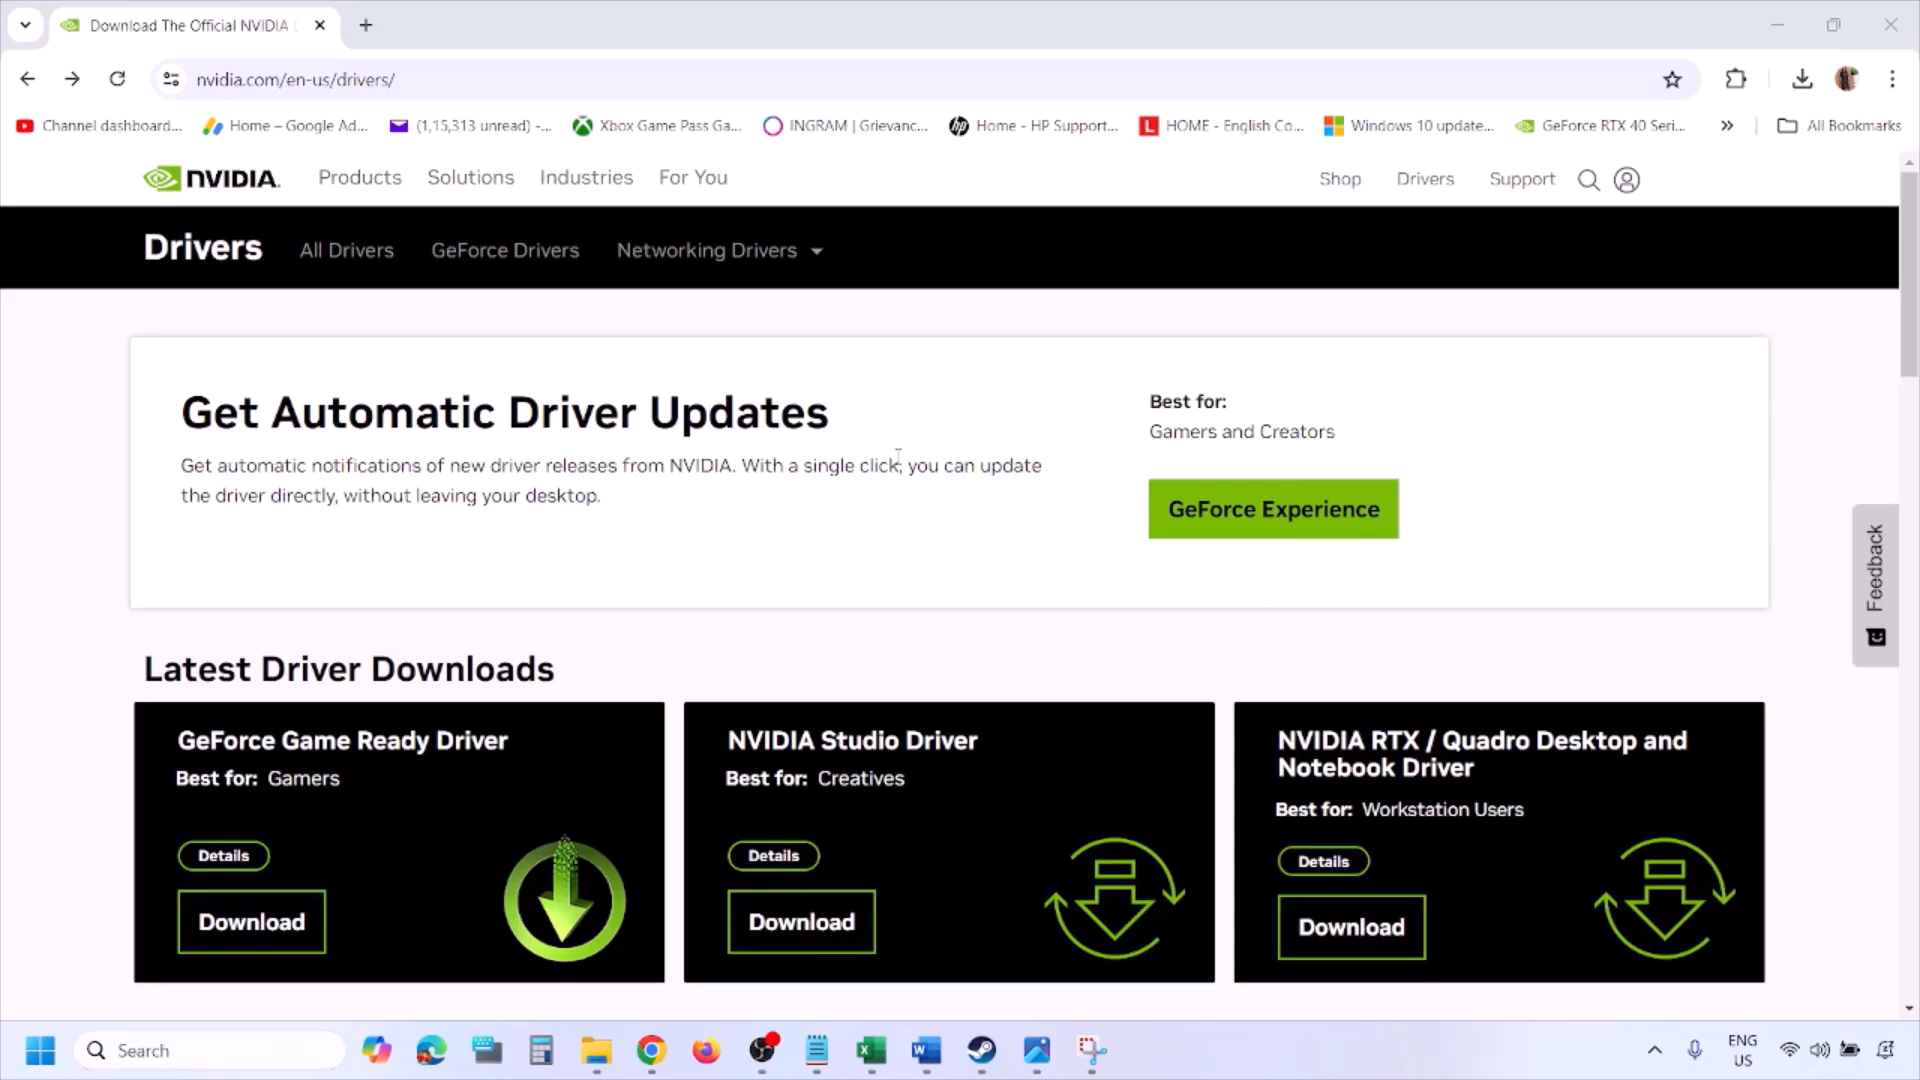 Download The Official NVIDIA
nvidia.com/en-us/drivers/
Channel dashboard...
Home – Google Ad...
(1,15,313 unread) -...
Xbox Game Pass Ga...
INGRAM | Grievanc...
Home - HP Support...
HOME - English Co...
Windows 10 update...
GeForce RTX 40 Seri...
All Bookmarks
NVIDIA.
Products
Solutions
Industries
For You
Shop
Drivers
Support
Drivers
All Drivers
GeForce Drivers
Networking Drivers
Get Automatic Driver Updates
Get automatic notifications of new driver releases from NVIDIA. With a single click, you can update
the driver directly, without leaving your desktop.
Best for:
Gamers and Creators
GeForce Experience
Feedback
Latest Driver Downloads
GeForce Game Ready Driver
Best for: Gamers
Details
Download
NVIDIA Studio Driver
Best for: Creatives
Details
Download
NVIDIA RTX / Quadro Desktop and
Notebook Driver
Best for: Workstation Users
Details
Download
Search
ENG
US